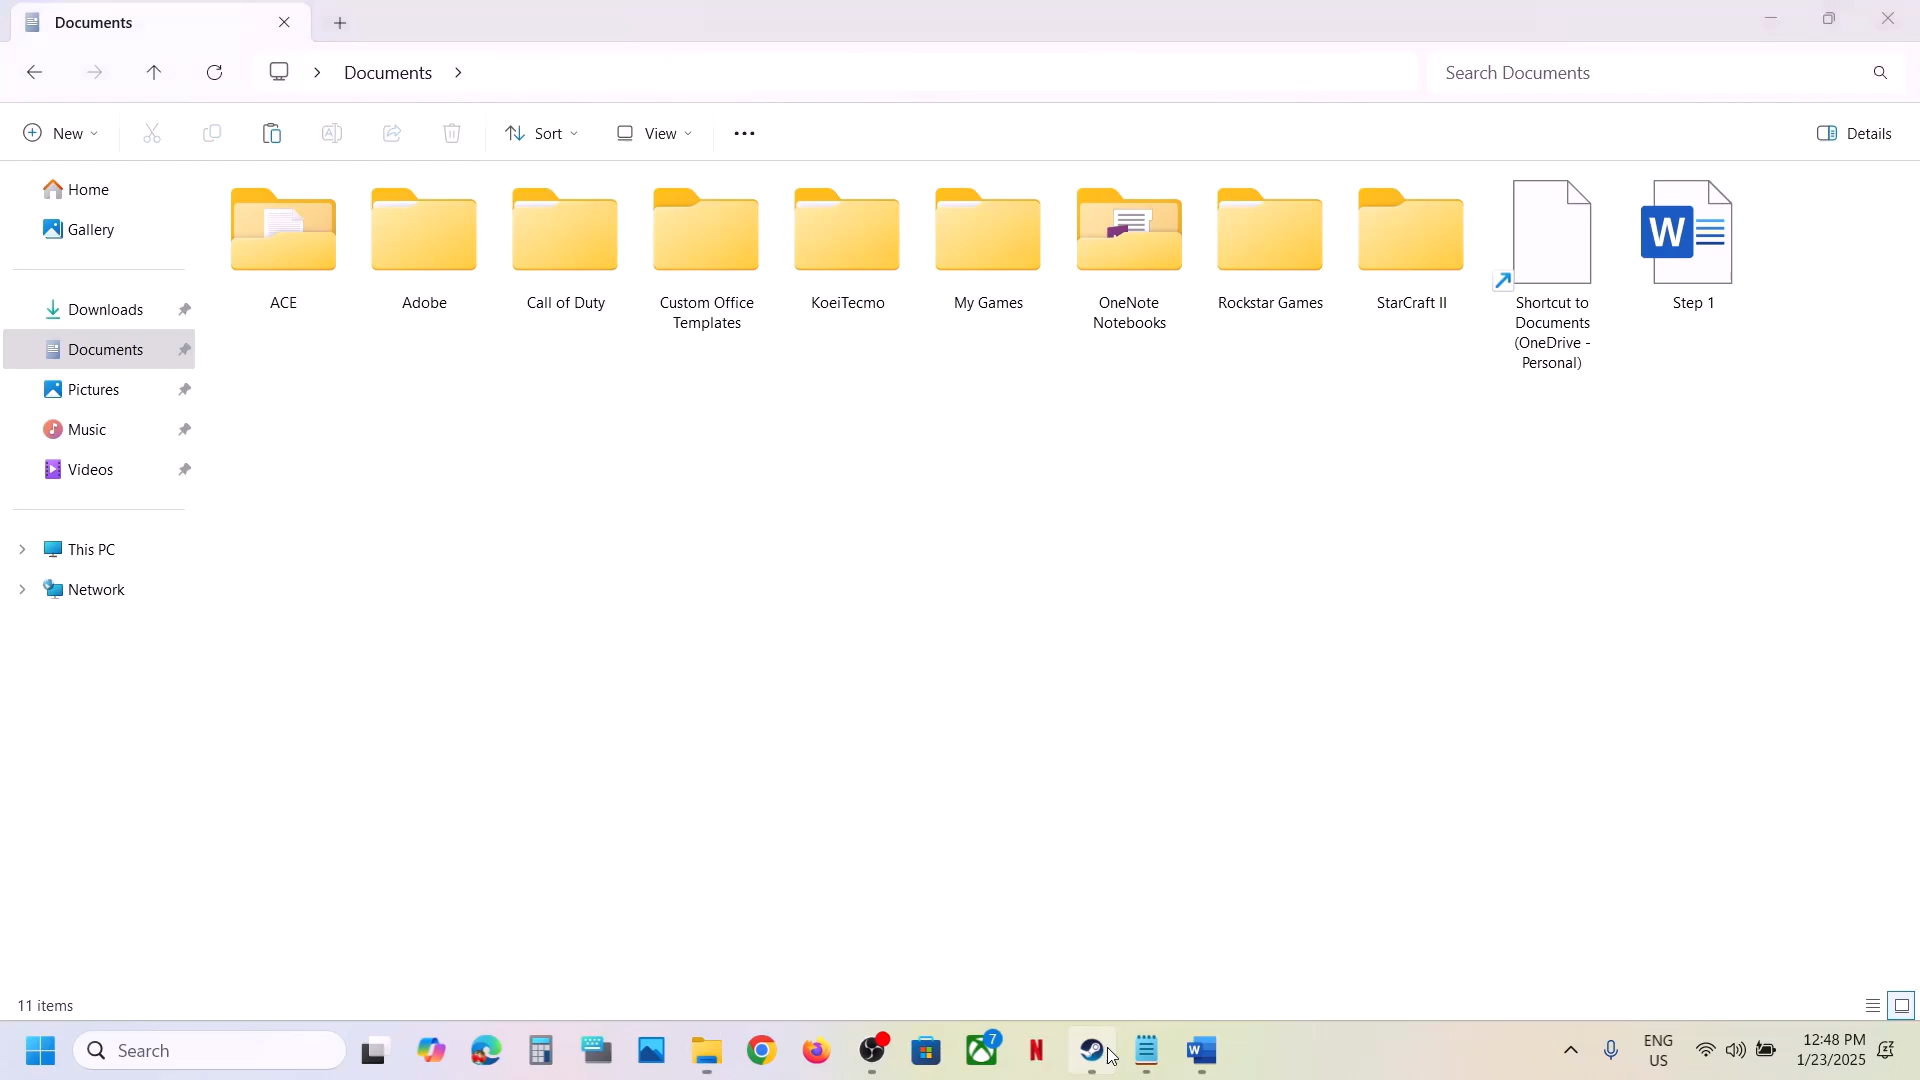 Documents
Documents
Search Documents
New
Sort
View
Details
Home
Gallery
Downloads
Documents
Pictures
Music
Videos
This PC
Network
ACE
Adobe
Call of Duty
Custom Office
Templates
KoeiTecmo
My Games
OneNote
Notebooks
Rockstar Games
StarCraft II
Shortcut to
Documents
(OneDrive -
Personal)
W
Step 1
11 items
Search
7
N
W
ENG
US
12:48 PM
1/23/2025